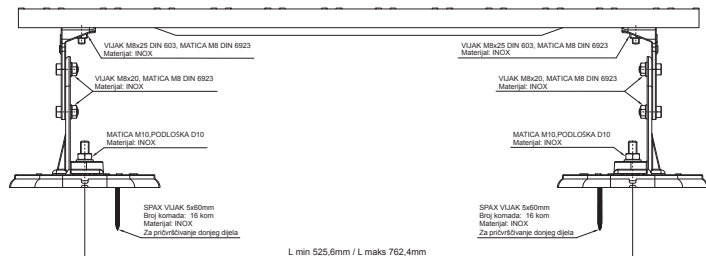 VIJAK M8x25 DIN 603, MATICA M8 DIN 6923
Materijal: INOX
VIJAK M8x25 DIN 603, MATICA M8 DIN 6923
Materijal: INOX
VIJAK M8x20, MATICA M8 DIN 6923
Materijal: INOX
VIJAK M8x20, MATICA M8 DIN 6923
Materijal: INOX
MATICA M10,PODLOŠKA D10
Materijal: INOX
MATICA M10,PODLOŠKA D10
Materijal: INOX
SPAX VIJAK 5x60mm
Broj komada: 16 kom
Materijal: INOX
Za pričvršćivanje donjeg dijela
SPAX VIJAK 5x60mm
Broj komada: 16 kom
Materijal: INOX
Za pričvršćivanje donjeg dijela
L min 525,6mm / L maks 762,4mm